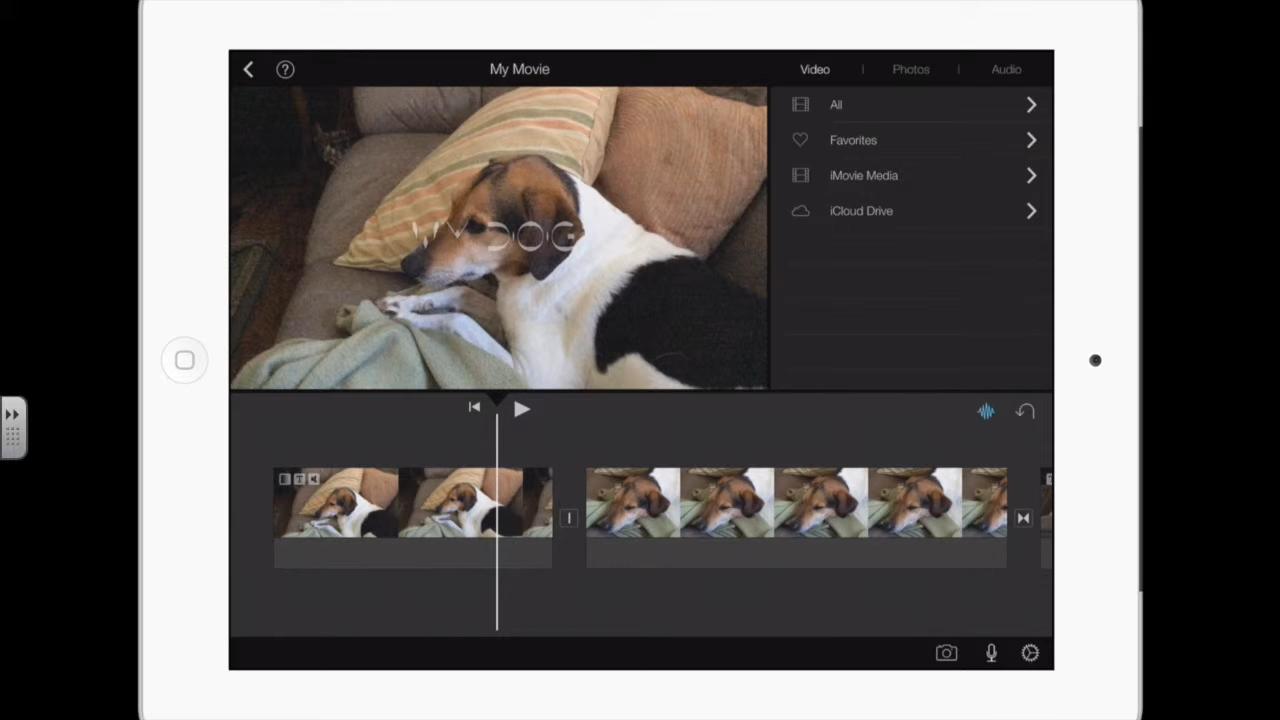 My Movie
Video | Photos | Audio
All
Favorites
iMovie Media
iCloud Drive
MY DOG
T